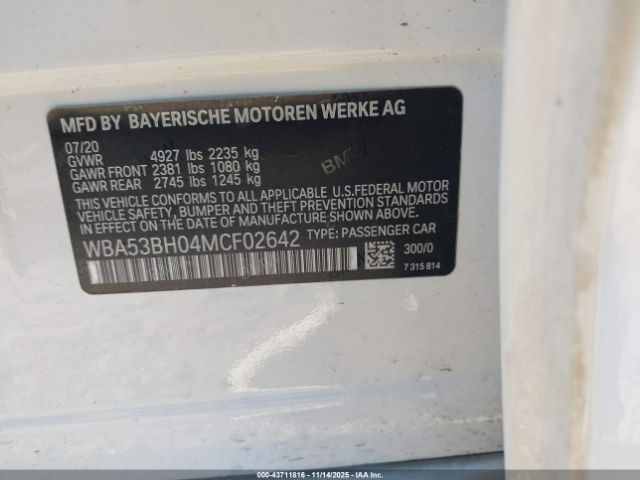 MFD BY BAYERISCHE MOTOREN WERKE AG
07/20
GVWR 4927 lbs 2235 kg
GAWR FRONT 2381 lbs 1080 kg
GAWR REAR 2745 lbs 1245 kg
BMW
THIS VEHICLE CONFORMS TO ALL APPLICABLE U.S.FEDERAL MOTOR
VEHICLE SAFETY, BUMPER AND THEFT PREVENTION STANDARDS
IN EFFECT ON THE DATE OF MANUFACTURE SHOWN ABOVE.
WBA53BH04MCF02642 TYPE: PASSENGER CAR
300/0
7 315 814
00-43711816 - 11/14/2025 - IAA Inc.